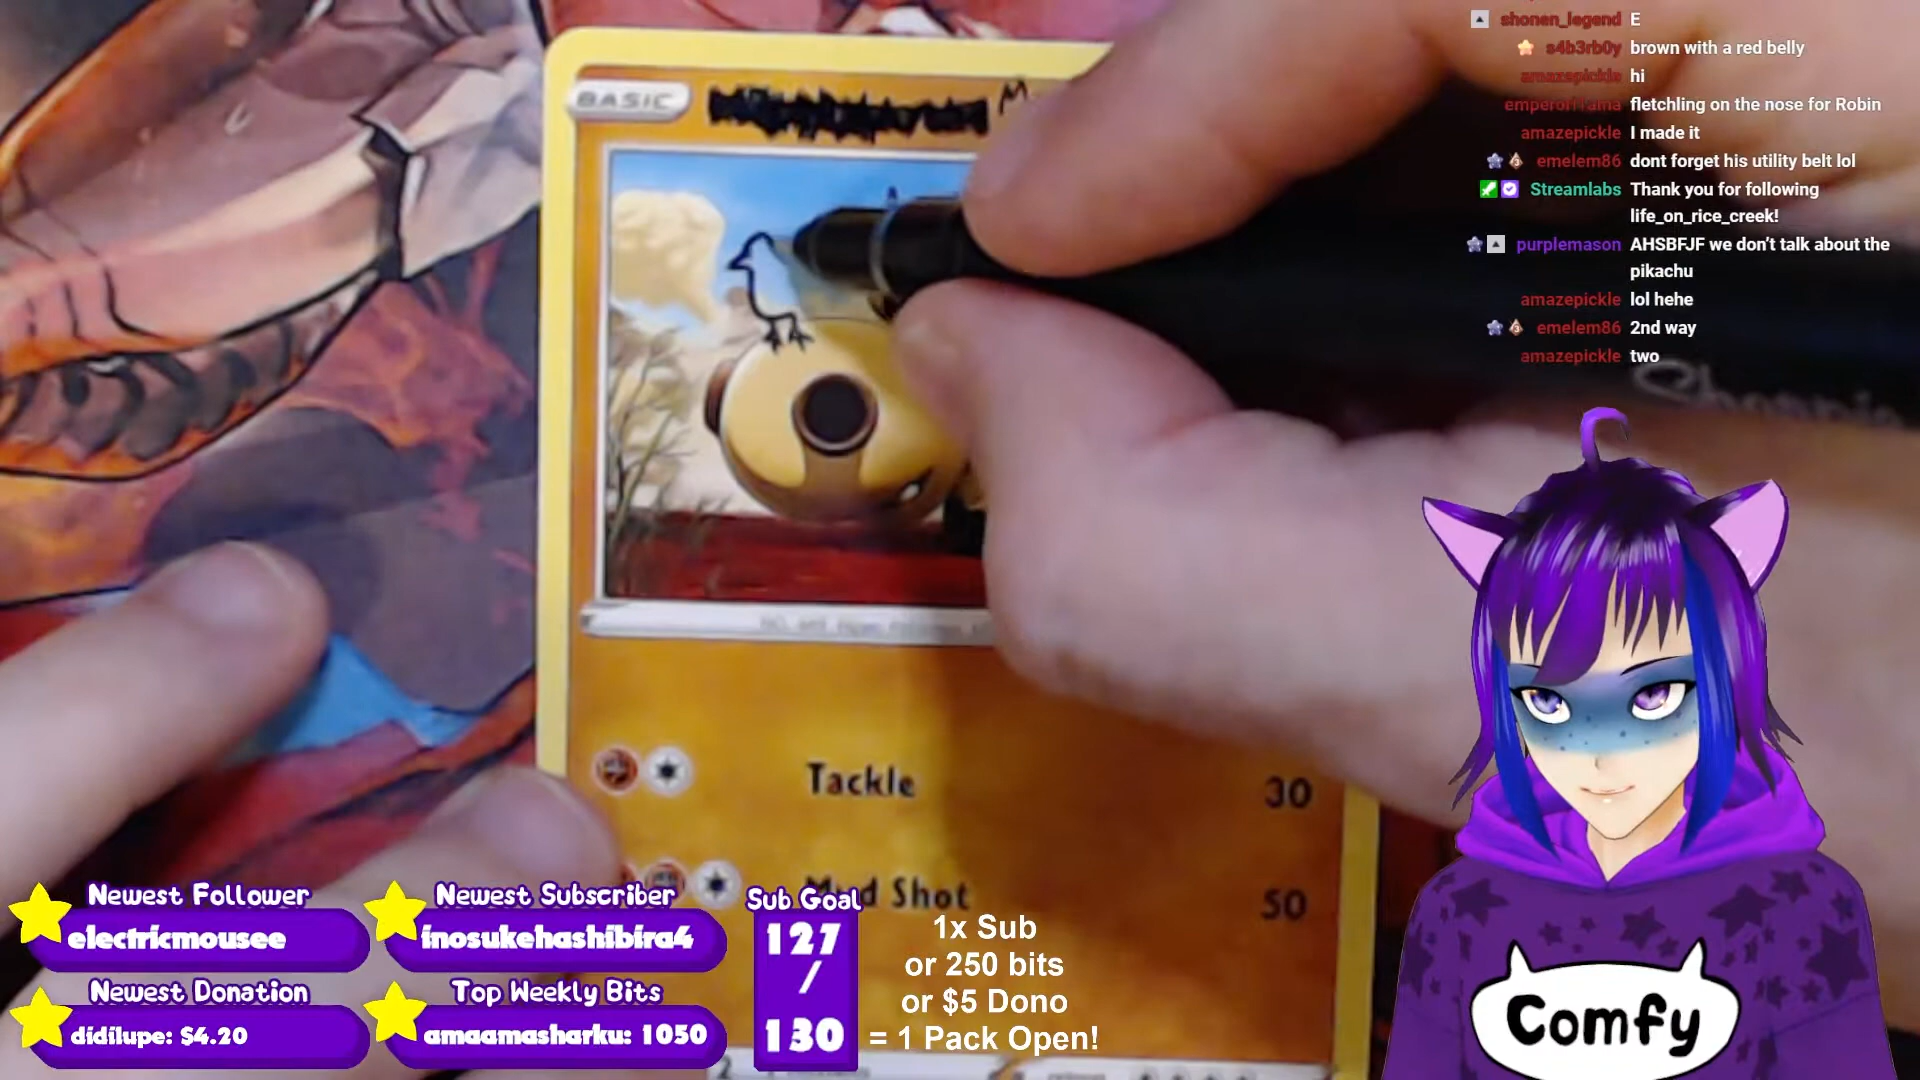 shonen_legend E
s4b3rb0y brown with a red belly
amazepickle hi
fletchling on the nose for Robin
amazepickle I made it
emelem86 dont forget his utility belt lol
Streamlabs Thank you for following
life_on_rice_creek!
purplemason AHSBFJF we don't talk about the
pikachu
amazepickle lol hehe
emelem86 2nd way
amazepickle two
BASIC
M
Sharpie
Tackle 30
Mud Shot 50
Newest Follower
electricmousee
Newest Subscriber
inosukehashibira4
Newest Donation
didilupe: $4.20
Top Weekly Bits
amaamasharku: 1050
Sub Goal
127
/
130
1x Sub
or 250 bits
or $5 Dono
= 1 Pack Open!
Comfy